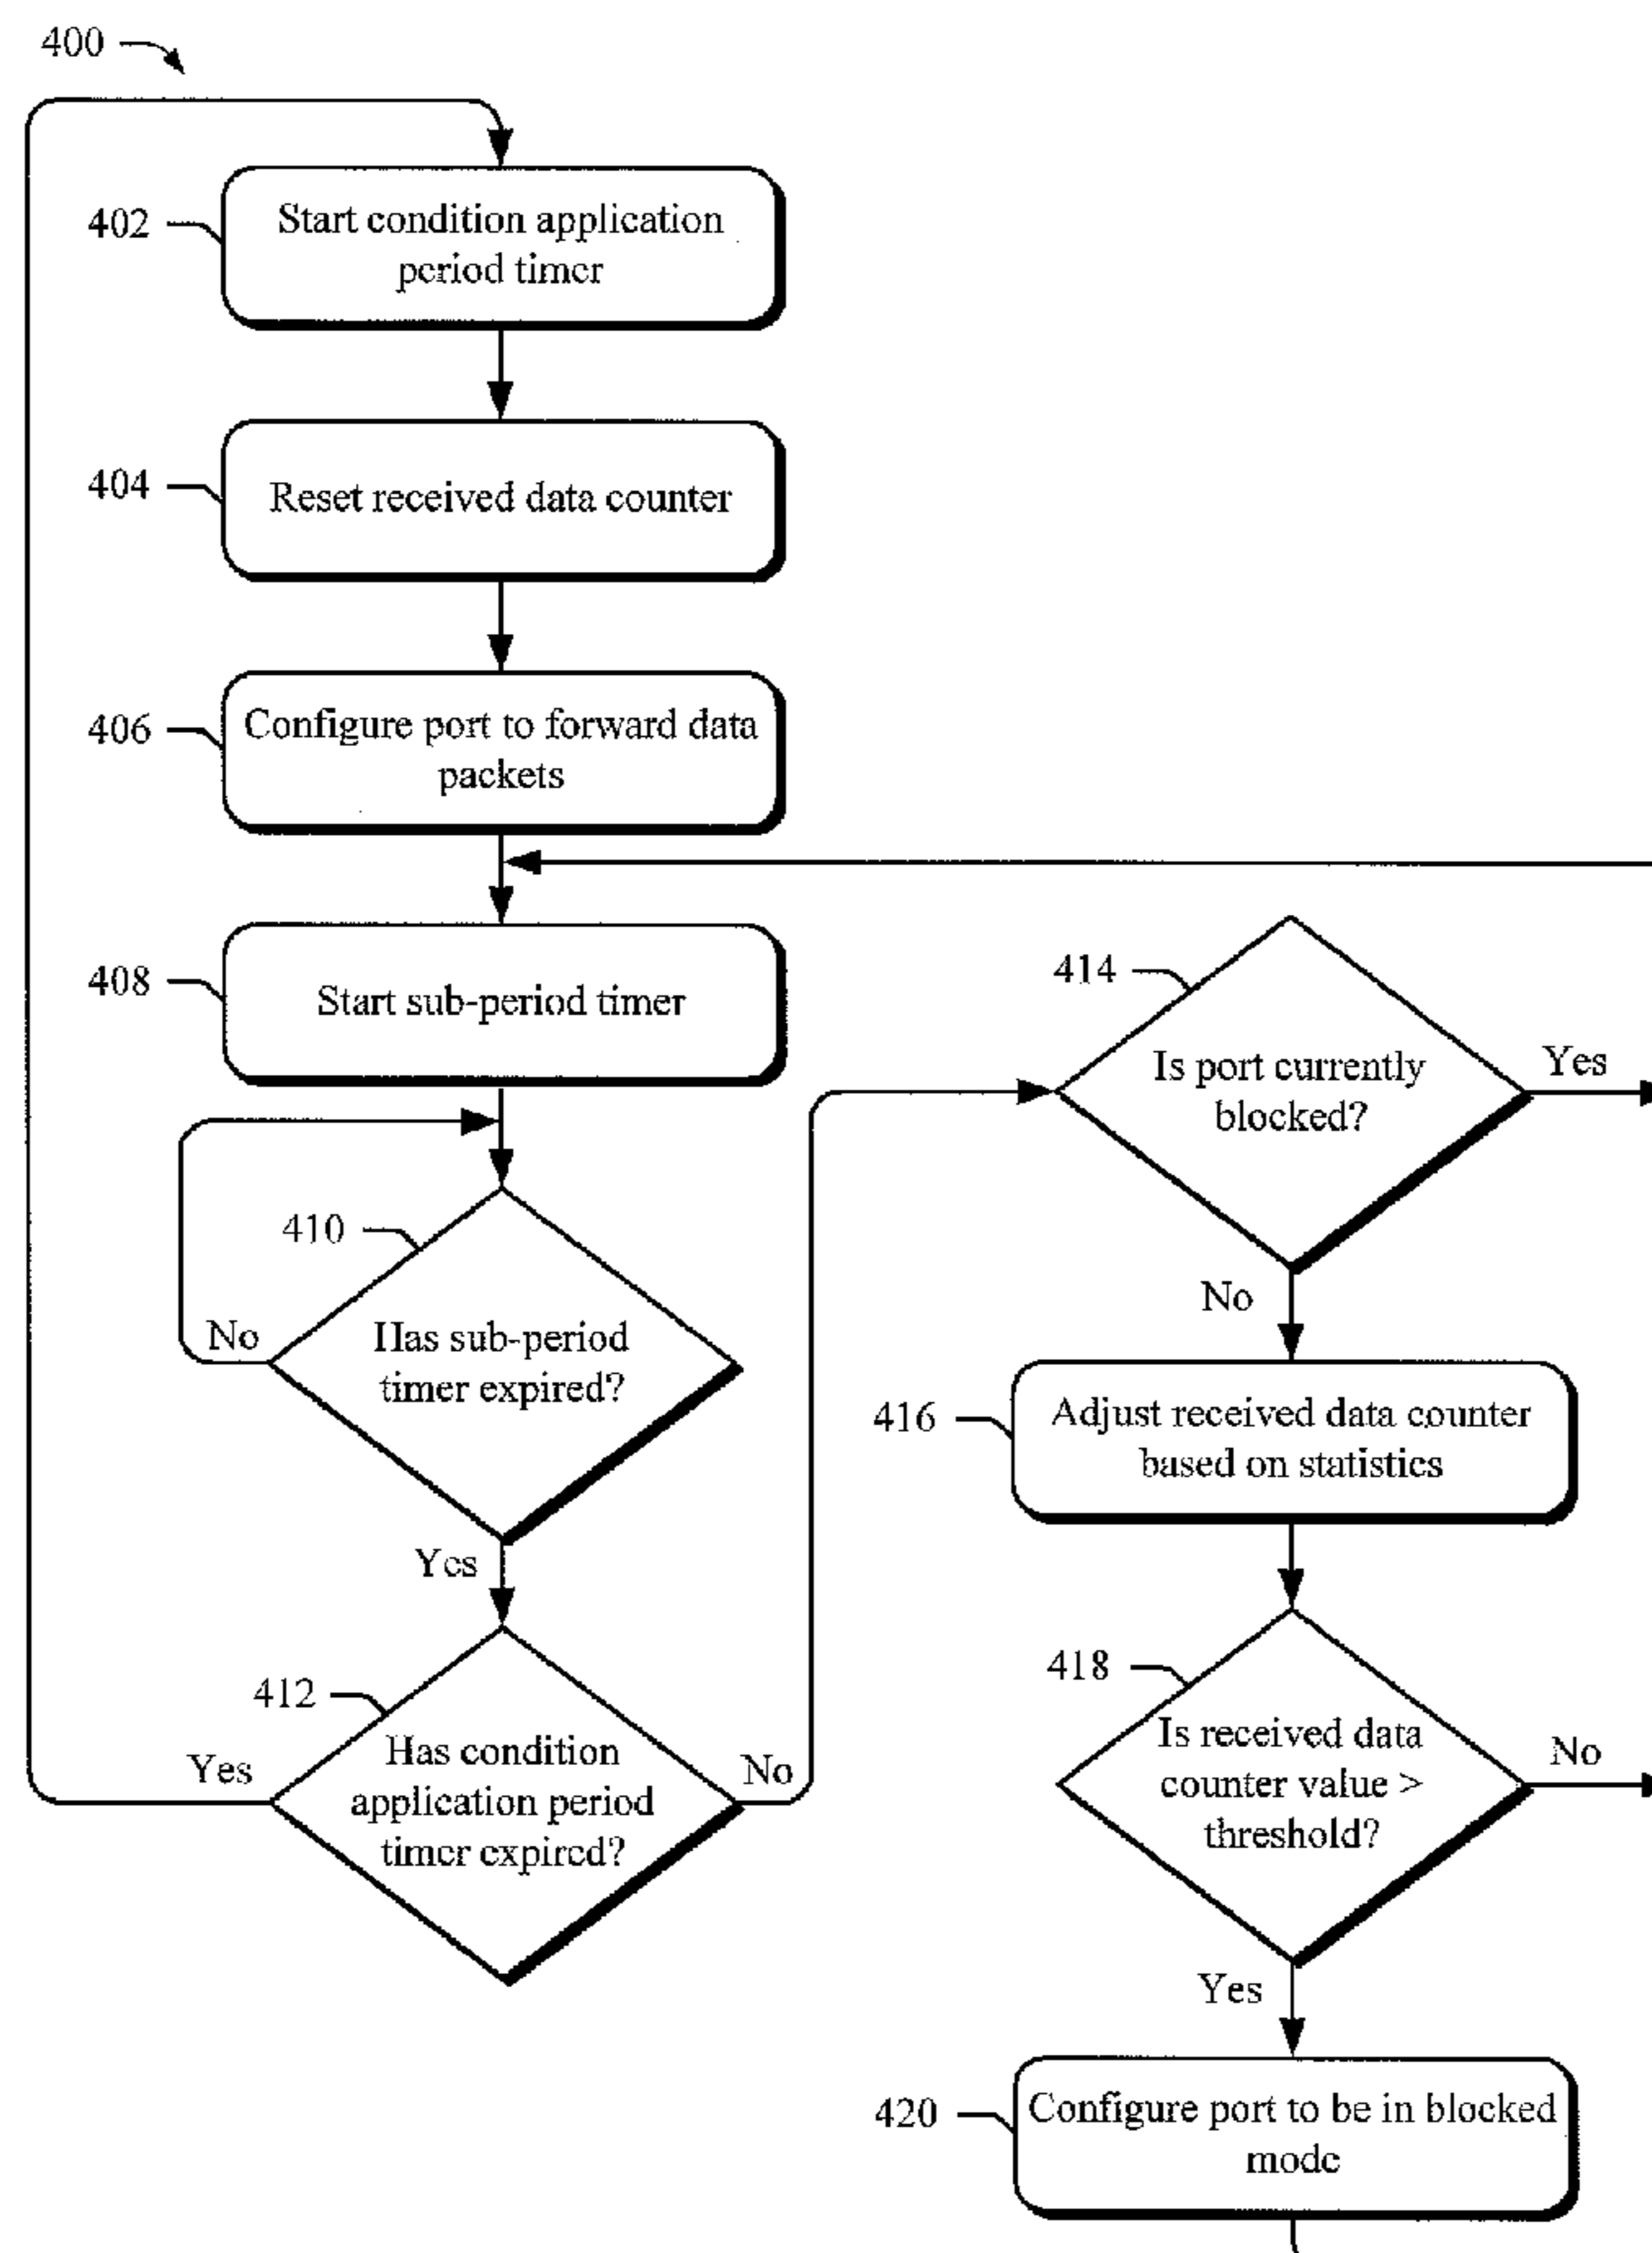 400
402
Start condition application
period timer
404
Reset received data counter
406
Configure port to forward data
packets
408
Start sub-period timer
410
No
Has sub-period
timer expired?
Yes
412
Yes
Has condition
application period
timer expired?
No
414
Is port currently
blocked?
Yes
No
416
Adjust received data counter
based on statistics
418
Is received data
counter value >
threshold?
No
Yes
420
Configure port to be in blocked
mode